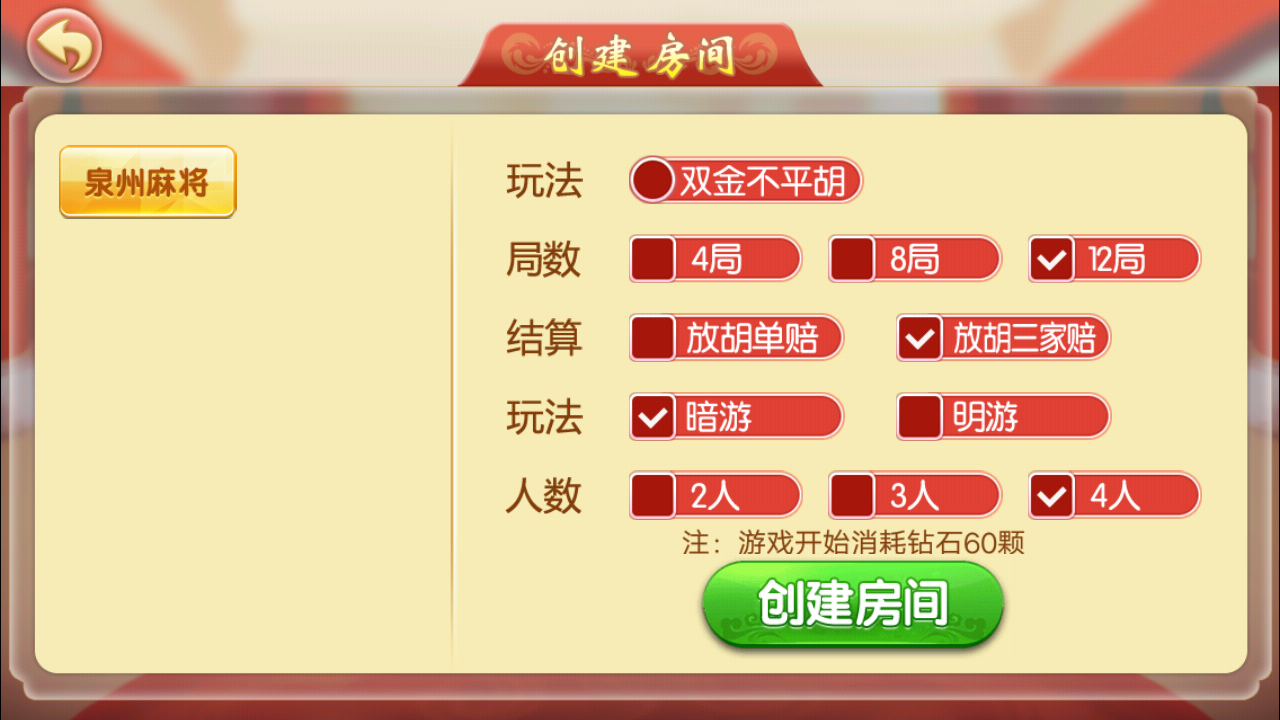 创建房间
泉州麻将
玩法 双金不平胡
局数 4局 8局 12局
结算 放胡单赔 放胡三家赔
玩法 暗游 明游
人数 2人 3人 4人
注：游戏开始消耗钻石60颗
创建房间